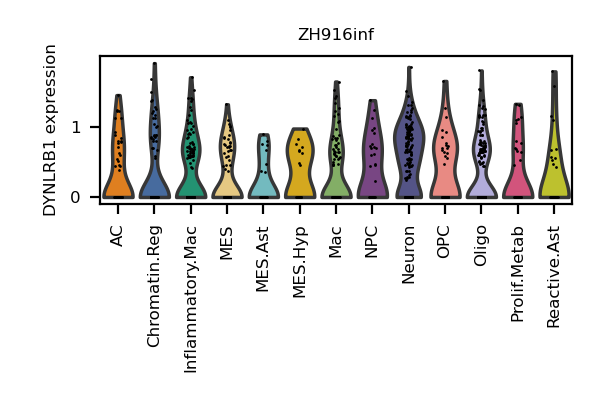 ZH916inf
DYNLRB1 expression
1
0
AC
Chromatin.Reg
Inflammatory.Mac
MES
MES.Ast
MES.Hyp
Mac
NPC
Neuron
OPC
Oligo
Prolif.Metab
Reactive.Ast